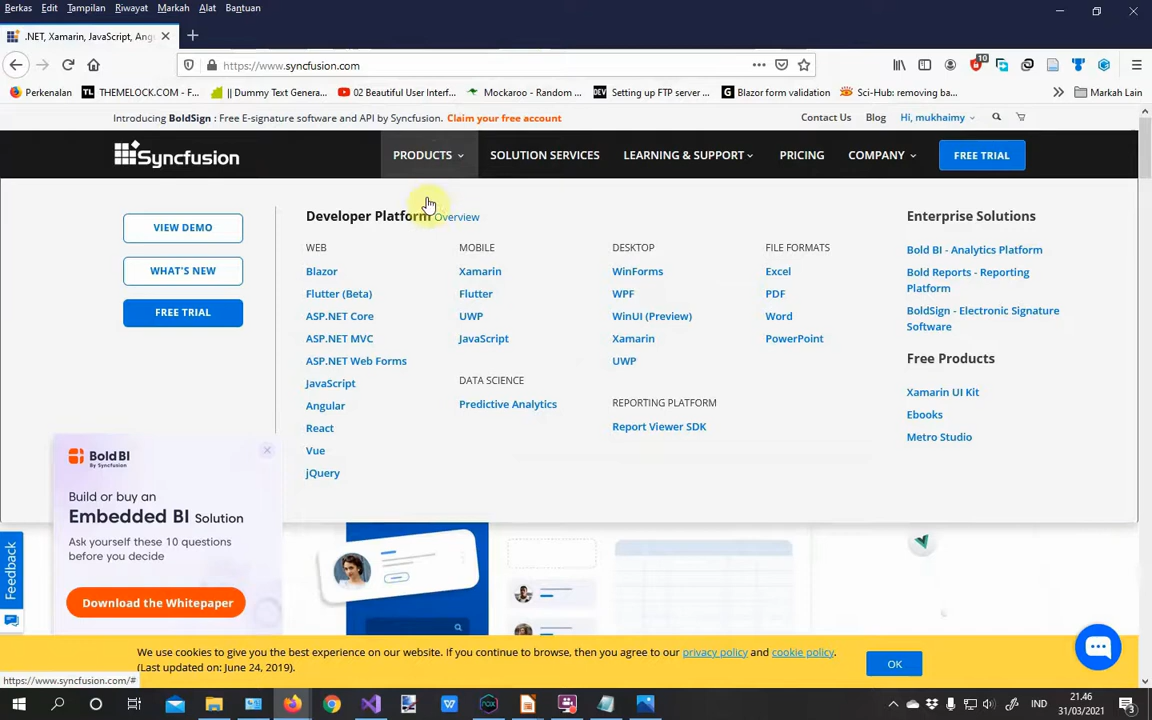 Berkas Edit Tampilan Riwayat Markah Alat Bantuan
.NET, Xamarin, JavaScript, Ang
https://www.syncfusion.com
10
Perkenalan THEMELOCK.COM - F... || Dummy Text Genera... 02 Beautiful User Interf... Mockaroo - Random ... DEV Setting up FTP server ... Blazor form validation Sci-Hub: removing ba... Markah Lain
Introducing BoldSign : Free E-signature software and API by Syncfusion. Claim your free account
Contact Us Blog Hi, mukhaimy
Syncfusion PRODUCTS SOLUTION SERVICES LEARNING & SUPPORT PRICING COMPANY FREE TRIAL
VIEW DEMO
WHAT'S NEW
FREE TRIAL
Developer Platform Overview
WEB
Blazor
Flutter (Beta)
ASP.NET Core
ASP.NET MVC
ASP.NET Web Forms
JavaScript
Angular
React
Vue
jQuery
MOBILE
Xamarin
Flutter
UWP
JavaScript
DATA SCIENCE
Predictive Analytics
DESKTOP
WinForms
WPF
WinUI (Preview)
Xamarin
UWP
REPORTING PLATFORM
Report Viewer SDK
FILE FORMATS
Excel
PDF
Word
PowerPoint
Enterprise Solutions
Bold BI - Analytics Platform
Bold Reports - Reporting
Platform
BoldSign - Electronic Signature
Software
Free Products
Xamarin UI Kit
Ebooks
Metro Studio
BoldBI
By Syncfusion
Build or buy an
Embedded BI Solution
Ask yourself these 10 questions
before you decide
Download the Whitepaper
Feedback
We use cookies to give you the best experience on our website. If you continue to browse, then you agree to our privacy policy and cookie policy.
(Last updated on: June 24, 2019).
OK
https://www.syncfusion.com/#
IND
21.46
31/03/2021
3